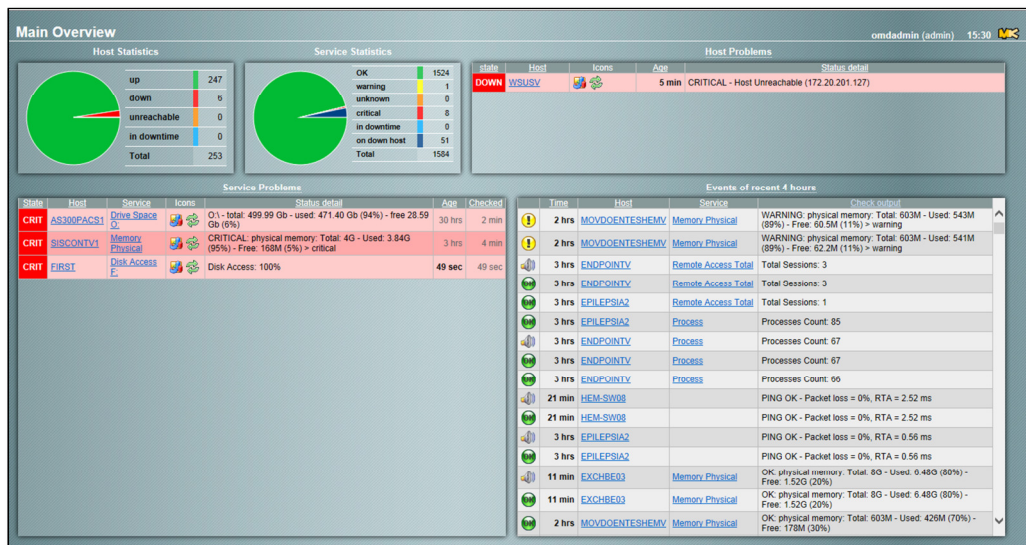 Main Overview
omdadmin (admin) 15:30
Host Statistics
up 247
down 6
unreachable 0
in downtime 0
Total 253
Service Statistics
OK 1524
warning 1
unknown 0
critical 8
in downtime 0
on down host 51
Total 1584
Host Problems
state Host Icons Age Status detail
DOWN WSUSV 5 min CRITICAL - Host Unreachable (172.20.201.127)
Service Problems
State Host Service Icons Status detail Age Checked
CRIT AS300PACS1 Drive Space O: O:\ - total: 499.99 Gb - used: 471.40 Gb (94%) - free 28.59 Gb (6%) 30 hrs 2 min
CRIT SISCONTV1 Memory Physical CRITICAL: physical memory: Total: 4G - Used: 3.84G (95%) - Free: 168M (5%) > critical 3 hrs 4 min
CRIT FIRST Disk Access F: Disk Access: 100% 49 sec 49 sec
Events of recent 4 hours
Time Host Service Check output
2 hrs MOVDOENTESHEMV Memory Physical WARNING: physical memory: Total: 603M - Used: 543M (89%) - Free: 60.5M (11%) > warning
2 hrs MOVDOENTESHEMV Memory Physical WARNING: physical memory: Total: 603M - Used: 541M (89%) - Free: 62.2M (11%) > warning
3 hrs ENDPOINTV Remote Access Total Total Sessions: 3
OK 3 hrs ENDPOINTV Remote Access Total Total Sessions: 3
OK 3 hrs EPILEPSIA2 Remote Access Total Total Sessions: 1
OK 3 hrs EPILEPSIA2 Process Processes Count: 85
3 hrs ENDPOINTV Process Processes Count: 67
OK 3 hrs ENDPOINTV Process Processes Count: 67
OK 3 hrs ENDPOINTV Process Processes Count: 66
21 min HEM-SW08 PING OK - Packet loss = 0%, RTA = 2.52 ms
OK 21 min HEM-SW08 PING OK - Packet loss = 0%, RTA = 2.52 ms
3 hrs EPILEPSIA2 PING OK - Packet loss = 0%, RTA = 0.56 ms
OK 3 hrs EPILEPSIA2 PING OK - Packet loss = 0%, RTA = 0.56 ms
11 min EXCHBE03 Memory Physical OK: physical memory: Total: 8G - Used: 6.48G (80%) - Free: 1.52G (20%)
OK 11 min EXCHBE03 Memory Physical OK: physical memory: Total: 8G - Used: 6.48G (80%) - Free: 1.52G (20%)
OK 2 hrs MOVDOENTESHEMV Memory Physical OK: physical memory: Total: 603M - Used: 426M (70%) - Free: 178M (30%)